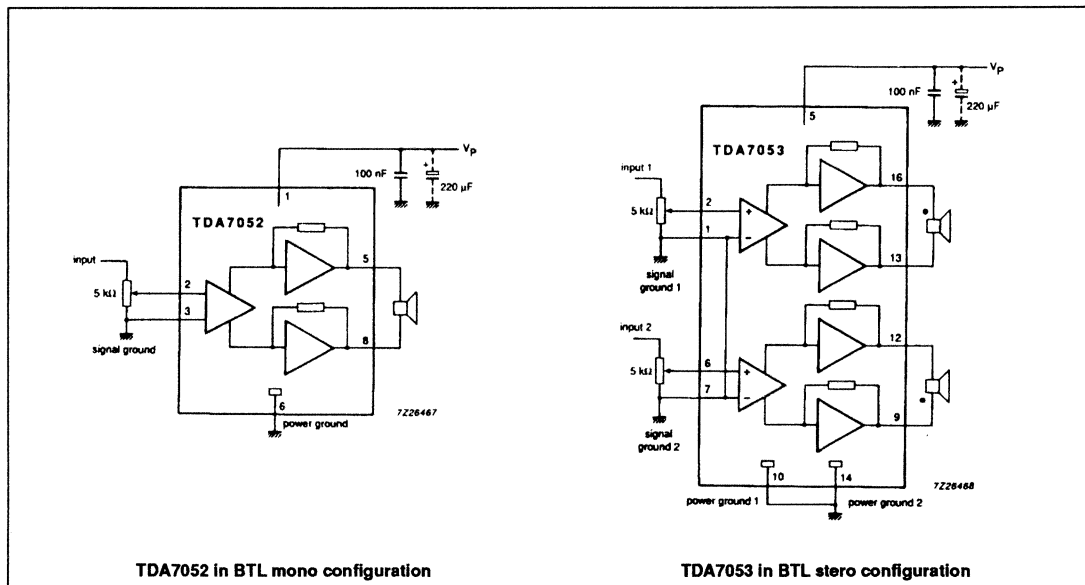 V_P
100 nF
+
220 µF
1
TDA7052
input
5 kΩ
2
3
signal ground
5
8
6
power ground
7Z26467
TDA7052 in BTL mono configuration
V_P
100 nF
+
220 µF
5
TDA7053
input 1
5 kΩ
2
+
1
−
signal
ground 1
16
13
input 2
5 kΩ
6
+
7
−
signal
ground 2
12
9
10
14
power ground 1
power ground 2
7Z26468
TDA7053 in BTL stero configuration